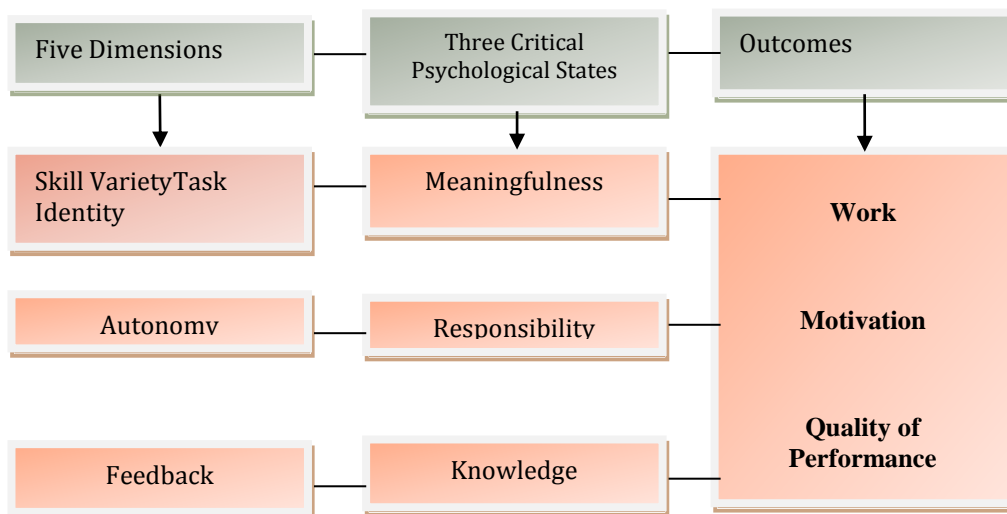 Five Dimensions
Three Critical
Psychological States
Outcomes
Skill VarietyTask
Identity
Meaningfulness
Work
Autonomy
Responsibility
Motivation
Feedback
Knowledge
Quality of
Performance